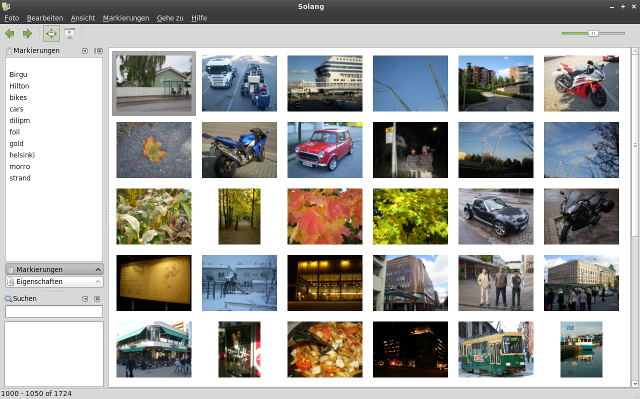 Solang
Foto Bearbeiten Ansicht Markierungen Gehe zu Hilfe
Markierungen
Birgu
Hilton
bikes
cars
dilipm
foil
gold
helsinki
morro
strand
Markierungen
Eigenschaften
Suchen
1000 - 1050 of 1724